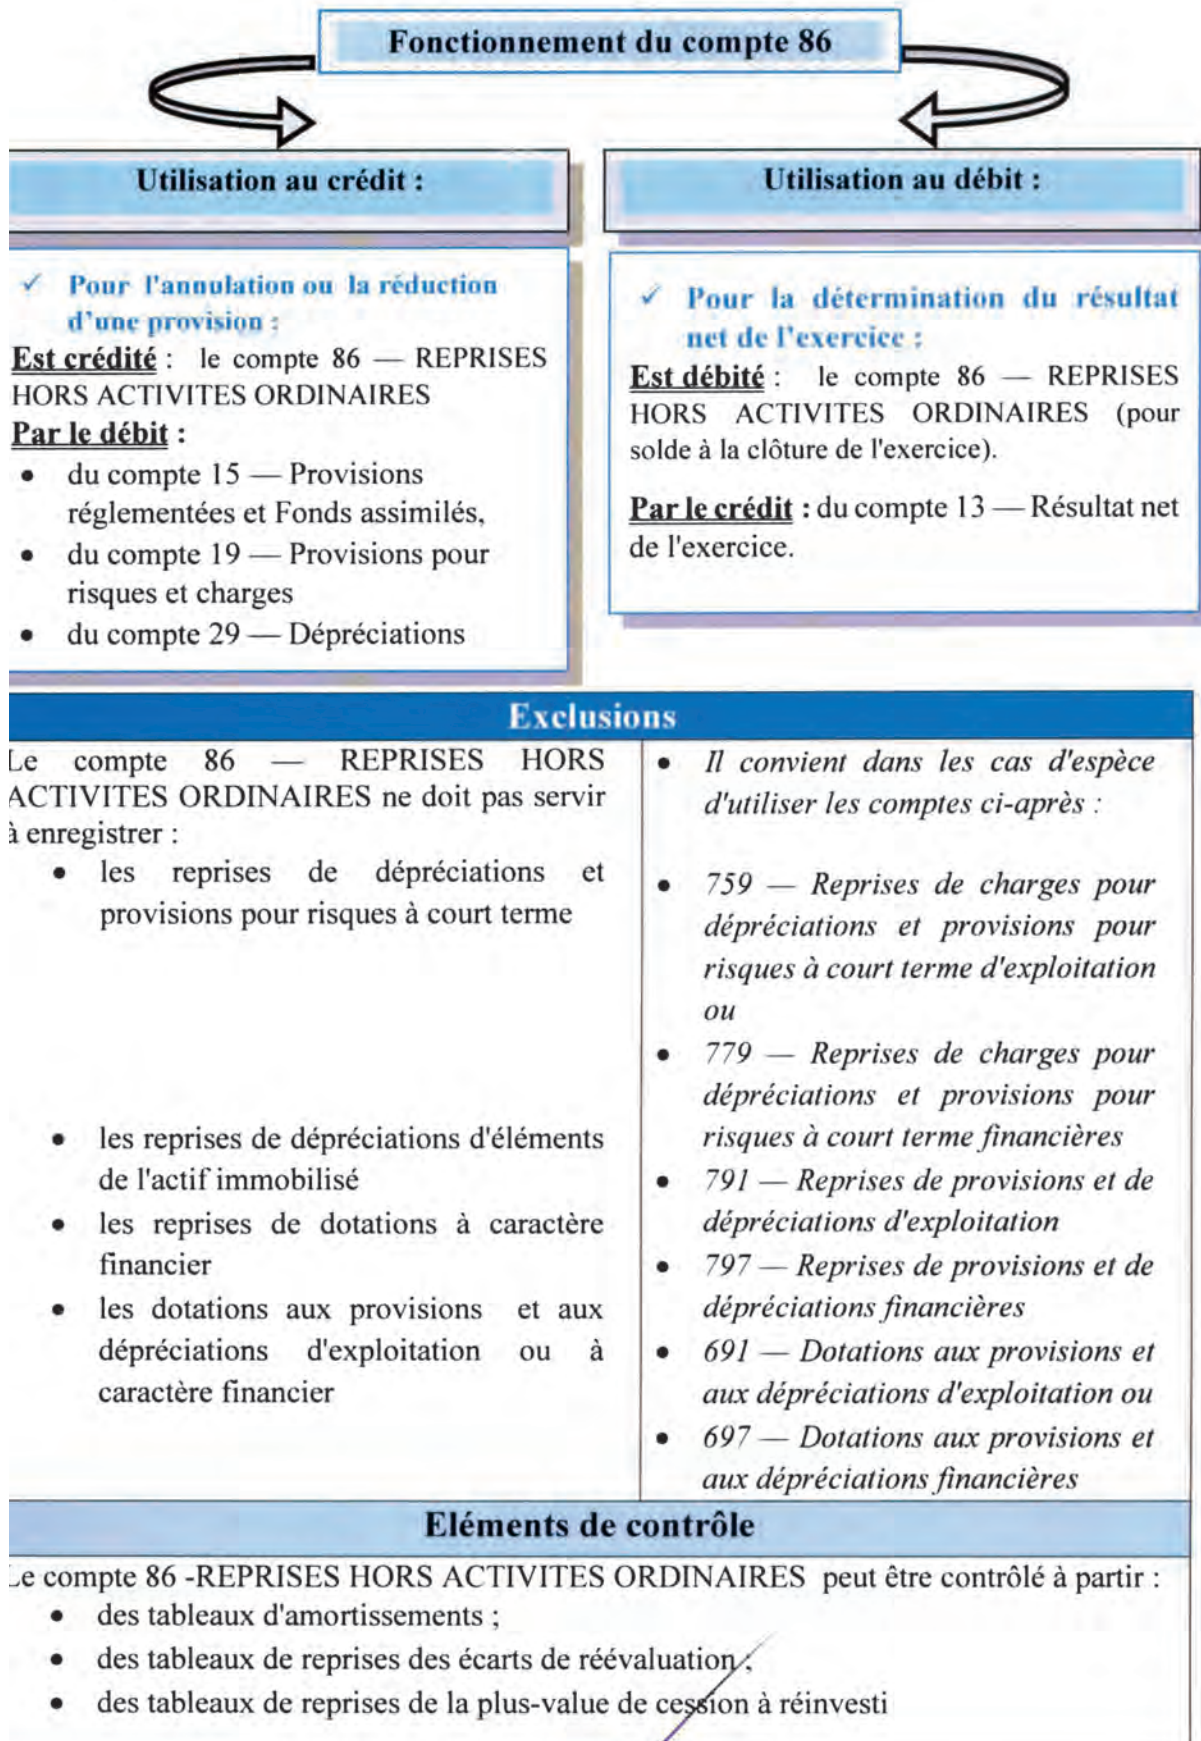 Fonctionnement du compte 86
Utilisation au crédit :
✓ Pour l'annulation ou la réduction
d'une provision :
Est crédité : le compte 86 — REPRISES
HORS ACTIVITES ORDINAIRES
Par le débit :
• du compte 15 — Provisions
réglementées et Fonds assimilés,
• du compte 19 — Provisions pour
risques et charges
• du compte 29 — Dépréciations
Utilisation au débit :
✓ Pour la détermination du résultat
net de l'exercice :
Est débité : le compte 86 — REPRISES
HORS ACTIVITES ORDINAIRES (pour
solde à la clôture de l'exercice).
Par le crédit : du compte 13 — Résultat net
de l'exercice.
Exclusions
Le compte 86 — REPRISES HORS
ACTIVITES ORDINAIRES ne doit pas servir
à enregistrer :
• les reprises de dépréciations et
provisions pour risques à court terme
• les reprises de dépréciations d'éléments
de l'actif immobilisé
• les reprises de dotations à caractère
financier
• les dotations aux provisions et aux
dépréciations d'exploitation ou à
caractère financier
• Il convient dans les cas d'espèce
d'utiliser les comptes ci-après :
• 759 — Reprises de charges pour
dépréciations et provisions pour
risques à court terme d'exploitation
ou
• 779 — Reprises de charges pour
dépréciations et provisions pour
risques à court terme financières
• 791 — Reprises de provisions et de
dépréciations d'exploitation
• 797 — Reprises de provisions et de
dépréciations financières
• 691 — Dotations aux provisions et
aux dépréciations d'exploitation ou
• 697 — Dotations aux provisions et
aux dépréciations financières
Eléments de contrôle
Le compte 86 -REPRISES HORS ACTIVITES ORDINAIRES peut être contrôlé à partir :
• des tableaux d'amortissements ;
• des tableaux de reprises des écarts de réévaluation ;
• des tableaux de reprises de la plus-value de cession à réinvesti